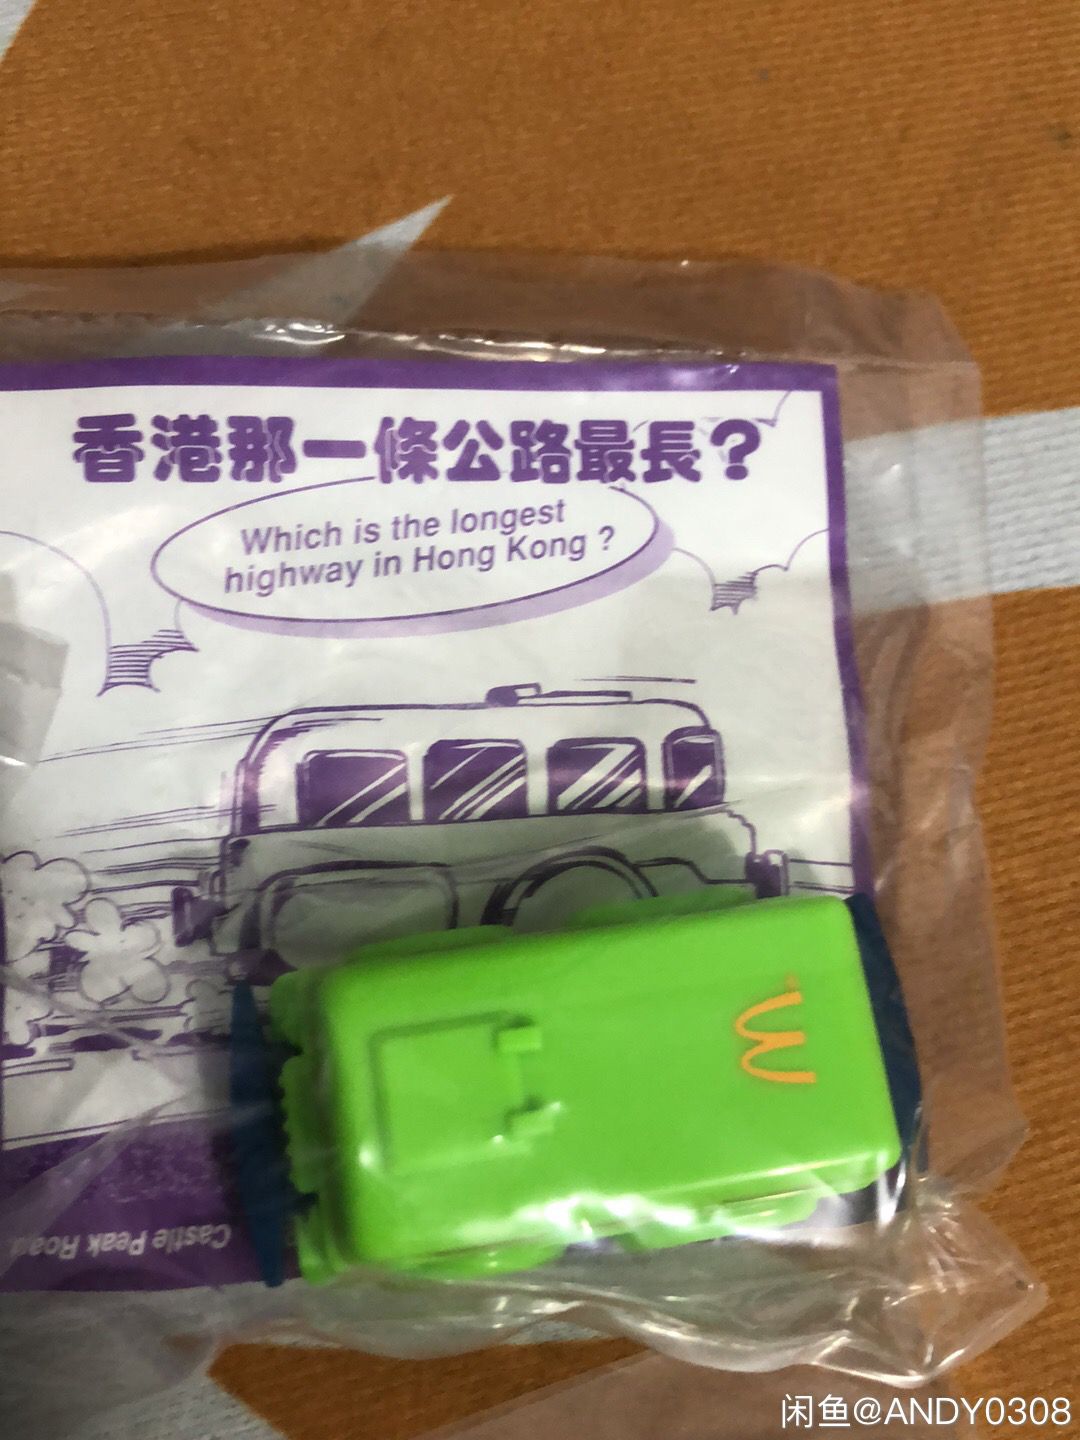 香港那一條公路最長？
Which is the longest
highway in Hong Kong ?
Castle Peak Road
闲鱼@ANDY0308